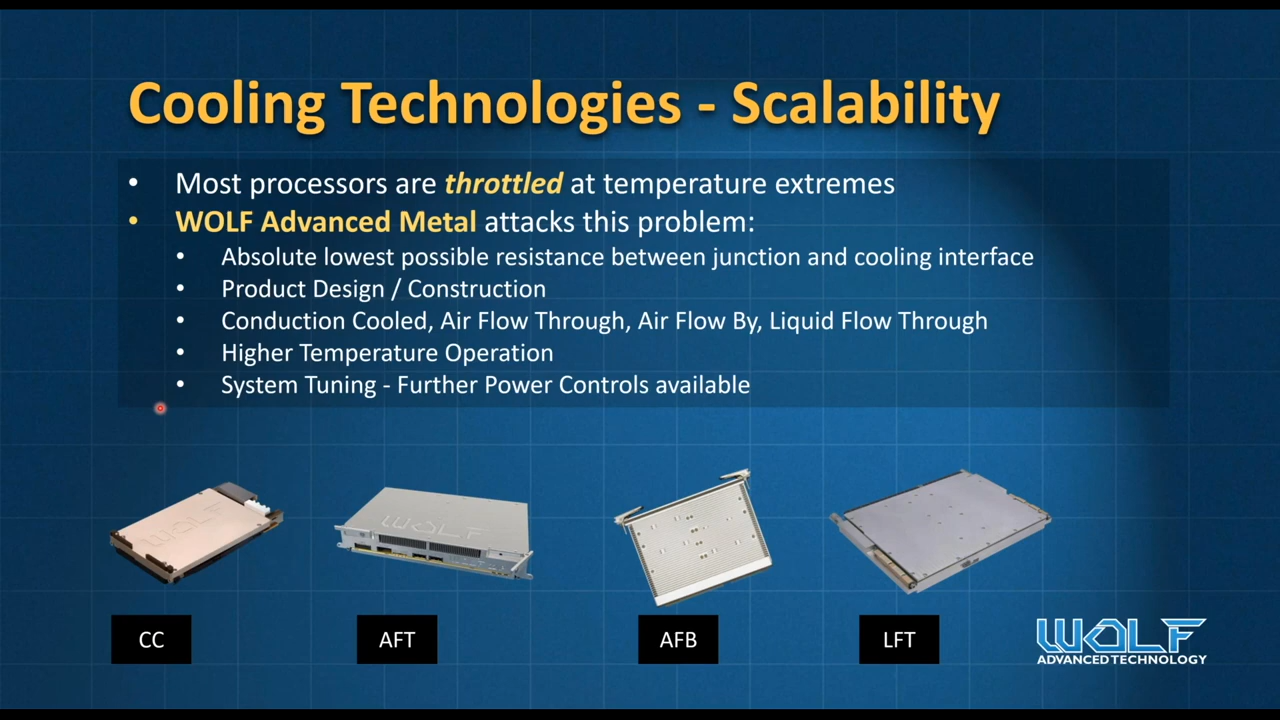 Cooling Technologies - Scalability
• Most processors are throttled at temperature extremes
• WOLF Advanced Metal attacks this problem:
• Absolute lowest possible resistance between junction and cooling interface
• Product Design / Construction
• Conduction Cooled, Air Flow Through, Air Flow By, Liquid Flow Through
• Higher Temperature Operation
• System Tuning - Further Power Controls available
WOLF
WOLF
CC
AFT
AFB
LFT
WOLF
ADVANCED TECHNOLOGY